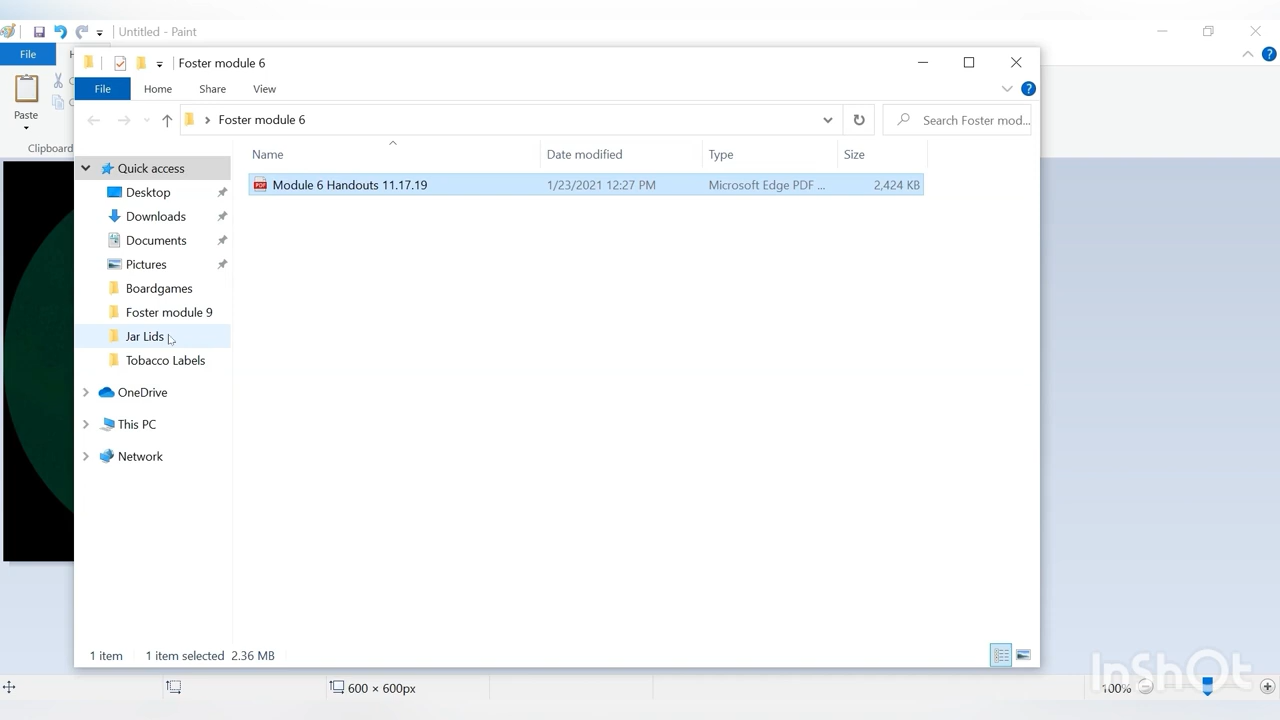 Untitled - Paint
File
Paste
Clipboard
Foster module 6
File Home Share View
Foster module 6
Search Foster mod...
Name Date modified Type Size
Module 6 Handouts 11.17.19 1/23/2021 12:27 PM Microsoft Edge PDF ... 2,424 KB
Quick access
Desktop
Downloads
Documents
Pictures
Boardgames
Foster module 9
Jar Lids
Tobacco Labels
OneDrive
This PC
Network
1 item 1 item selected 2.36 MB
600 × 600px
100%
InShOt